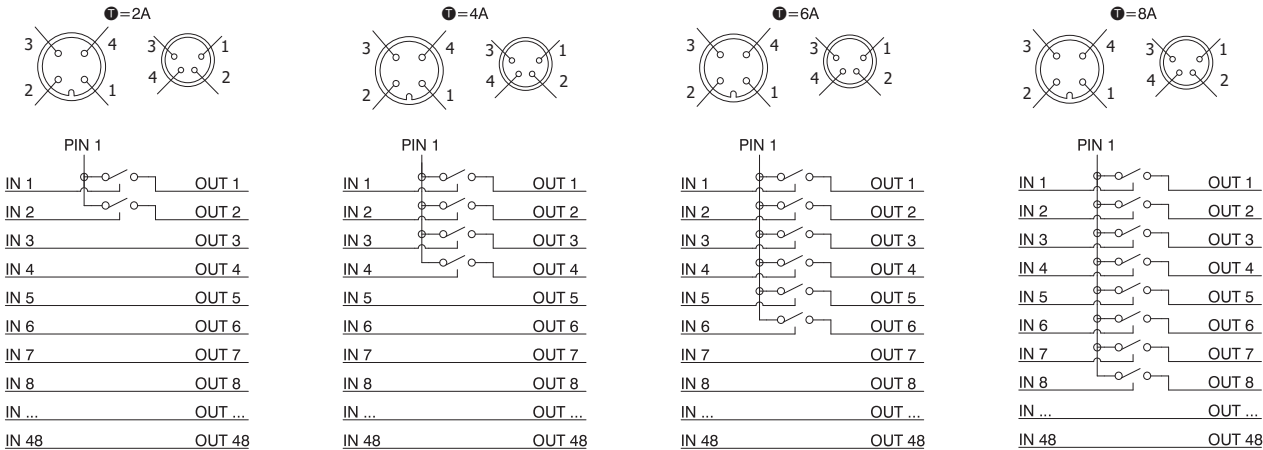 T=2A
3 4 3 1
2 1 4 2
PIN 1
IN 1 OUT 1
IN 2 OUT 2
IN 3 OUT 3
IN 4 OUT 4
IN 5 OUT 5
IN 6 OUT 6
IN 7 OUT 7
IN 8 OUT 8
IN ... OUT ...
IN 48 OUT 48
T=4A
3 4 3 1
2 1 4 2
PIN 1
IN 1 OUT 1
IN 2 OUT 2
IN 3 OUT 3
IN 4 OUT 4
IN 5 OUT 5
IN 6 OUT 6
IN 7 OUT 7
IN 8 OUT 8
IN ... OUT ...
IN 48 OUT 48
T=6A
3 4 3 1
2 1 4 2
PIN 1
IN 1 OUT 1
IN 2 OUT 2
IN 3 OUT 3
IN 4 OUT 4
IN 5 OUT 5
IN 6 OUT 6
IN 7 OUT 7
IN 8 OUT 8
IN ... OUT ...
IN 48 OUT 48
T=8A
3 4 3 1
2 1 4 2
PIN 1
IN 1 OUT 1
IN 2 OUT 2
IN 3 OUT 3
IN 4 OUT 4
IN 5 OUT 5
IN 6 OUT 6
IN 7 OUT 7
IN 8 OUT 8
IN ... OUT ...
IN 48 OUT 48